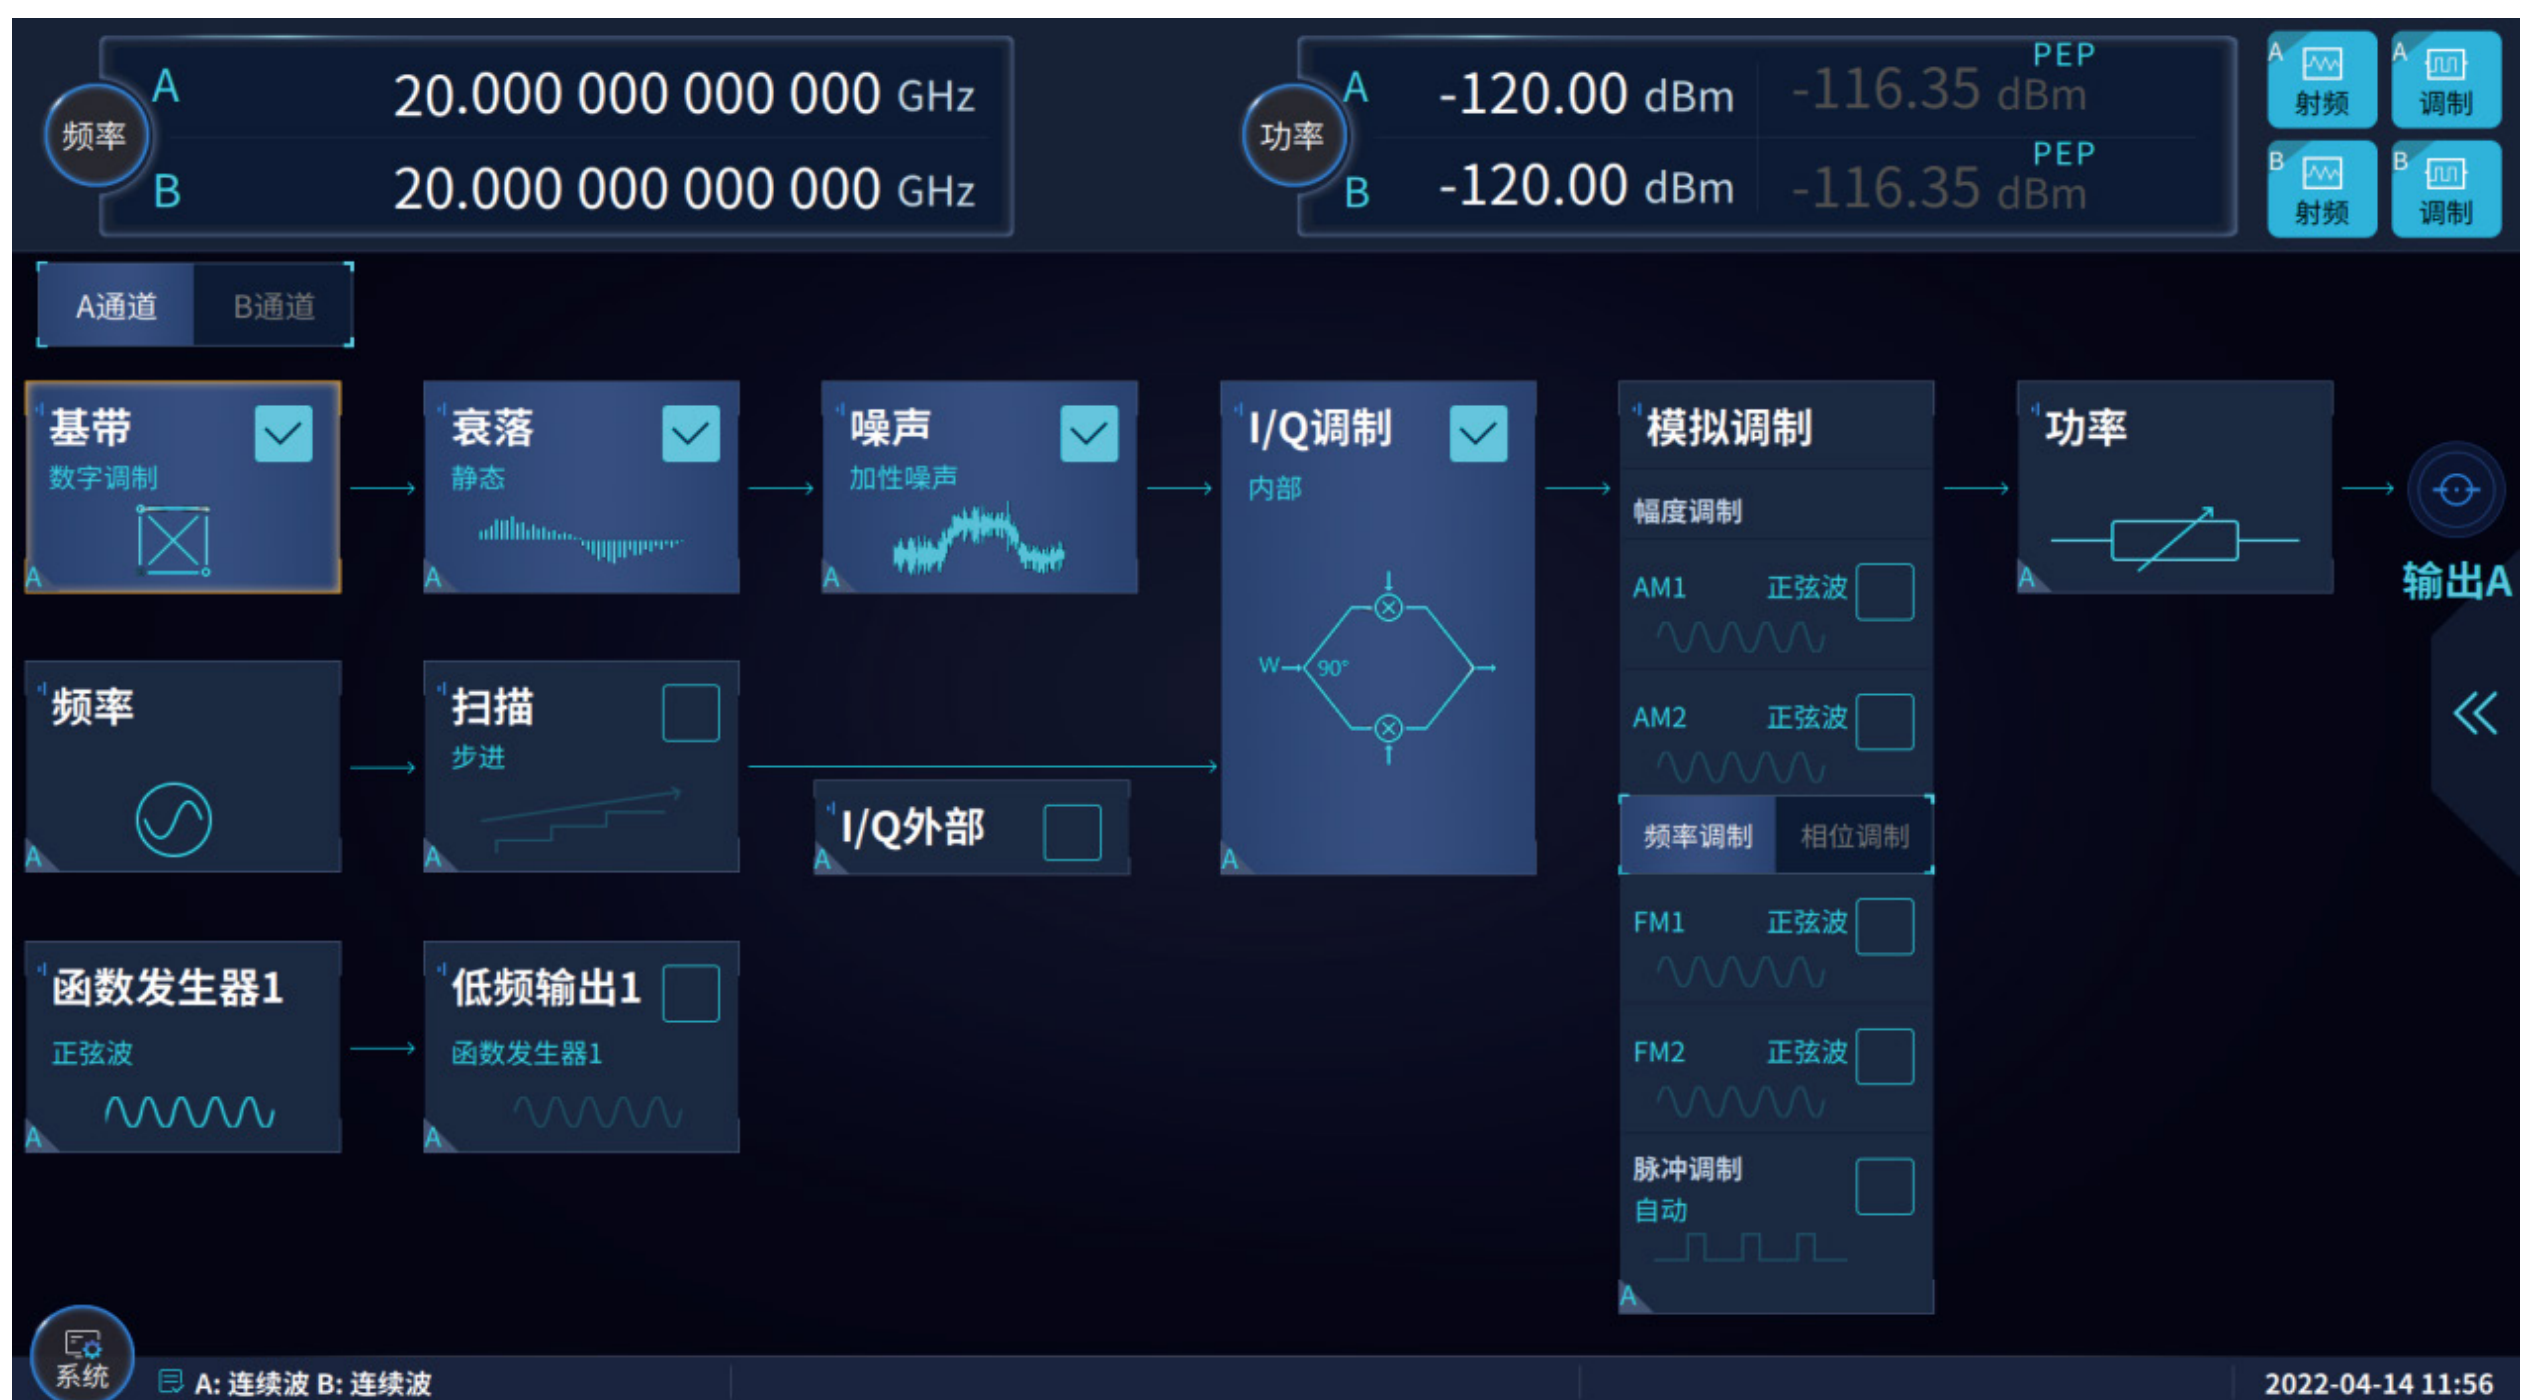 频率
A 20.000 000 000 000 GHz
B 20.000 000 000 000 GHz
功率
A -120.00 dBm -116.35 dBm PEP
B -120.00 dBm -116.35 dBm PEP
A 射频
A 调制
B 射频
B 调制
A通道 B通道
基带
数字调制
A
衰落
静态
A
噪声
加性噪声
A
I/Q调制
内部
W 90°
A
模拟调制
幅度调制
AM1 正弦波
AM2 正弦波
频率调制 相位调制
FM1 正弦波
FM2 正弦波
脉冲调制
自动
A
功率
A
输出A
频率
A
扫描
步进
A
I/Q外部
A
函数发生器1
正弦波
A
低频输出1
函数发生器1
A
系统
A: 连续波 B: 连续波
2022-04-14 11:56